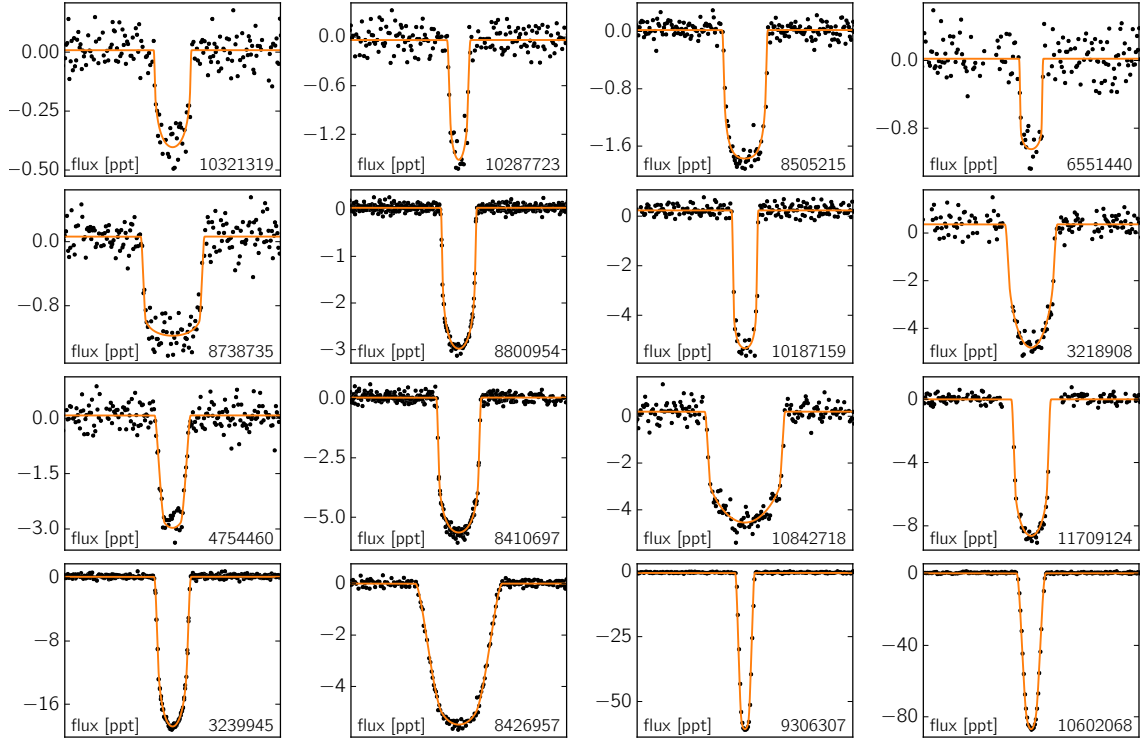 0.00
−0.25
−0.50
flux [ppt] 10321319
0.0
−0.6
−1.2
flux [ppt] 10287723
0.0
−0.8
−1.6
flux [ppt] 8505215
0.0
−0.8
flux [ppt] 6551440
0.0
−0.8
flux [ppt] 8738735
0
−1
−2
−3
flux [ppt] 8800954
0
−2
−4
flux [ppt] 10187159
0
−2
−4
flux [ppt] 3218908
0.0
−1.5
−3.0
flux [ppt] 4754460
0.0
−2.5
−5.0
flux [ppt] 8410697
0
−2
−4
flux [ppt] 10842718
0
−4
−8
flux [ppt] 11709124
0
−8
−16
flux [ppt] 3239945
0
−2
−4
flux [ppt] 8426957
0
−25
−50
flux [ppt] 9306307
0
−40
−80
flux [ppt] 10602068